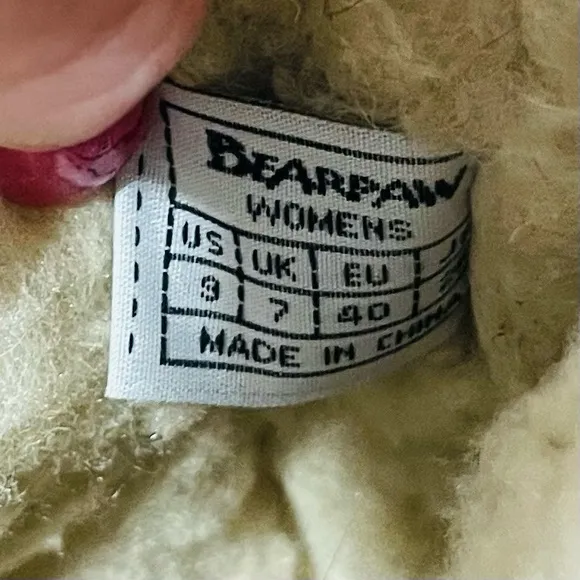 BEARPAW
WOMENS
US UK EU
9 7 40
MADE IN CHINA